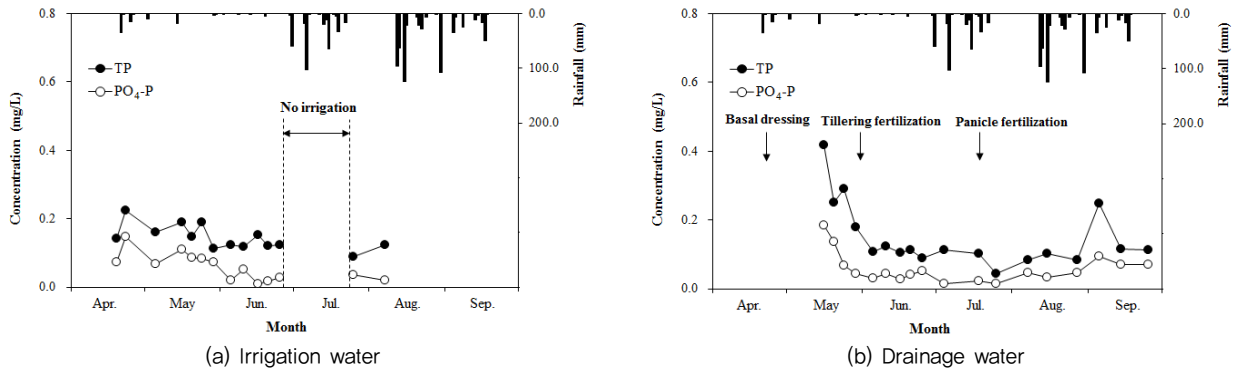 0.8
0.6
0.4
0.2
0.0
Concentration (mg/L)
TP
PO4-P
No irrigation
0.0
100.0
200.0
Rainfall (mm)
Apr.
May
Jun.
Jul.
Aug.
Sep.
Month
(a) Irrigation water
0.8
0.6
0.4
0.2
0.0
Concentration (mg/L)
TP
PO4-P
Basal dressing
Tillering fertilization
Panicle fertilization
0.0
100.0
200.0
Rainfall (mm)
Apr.
May
Jun.
Jul.
Aug.
Sep.
Month
(b) Drainage water